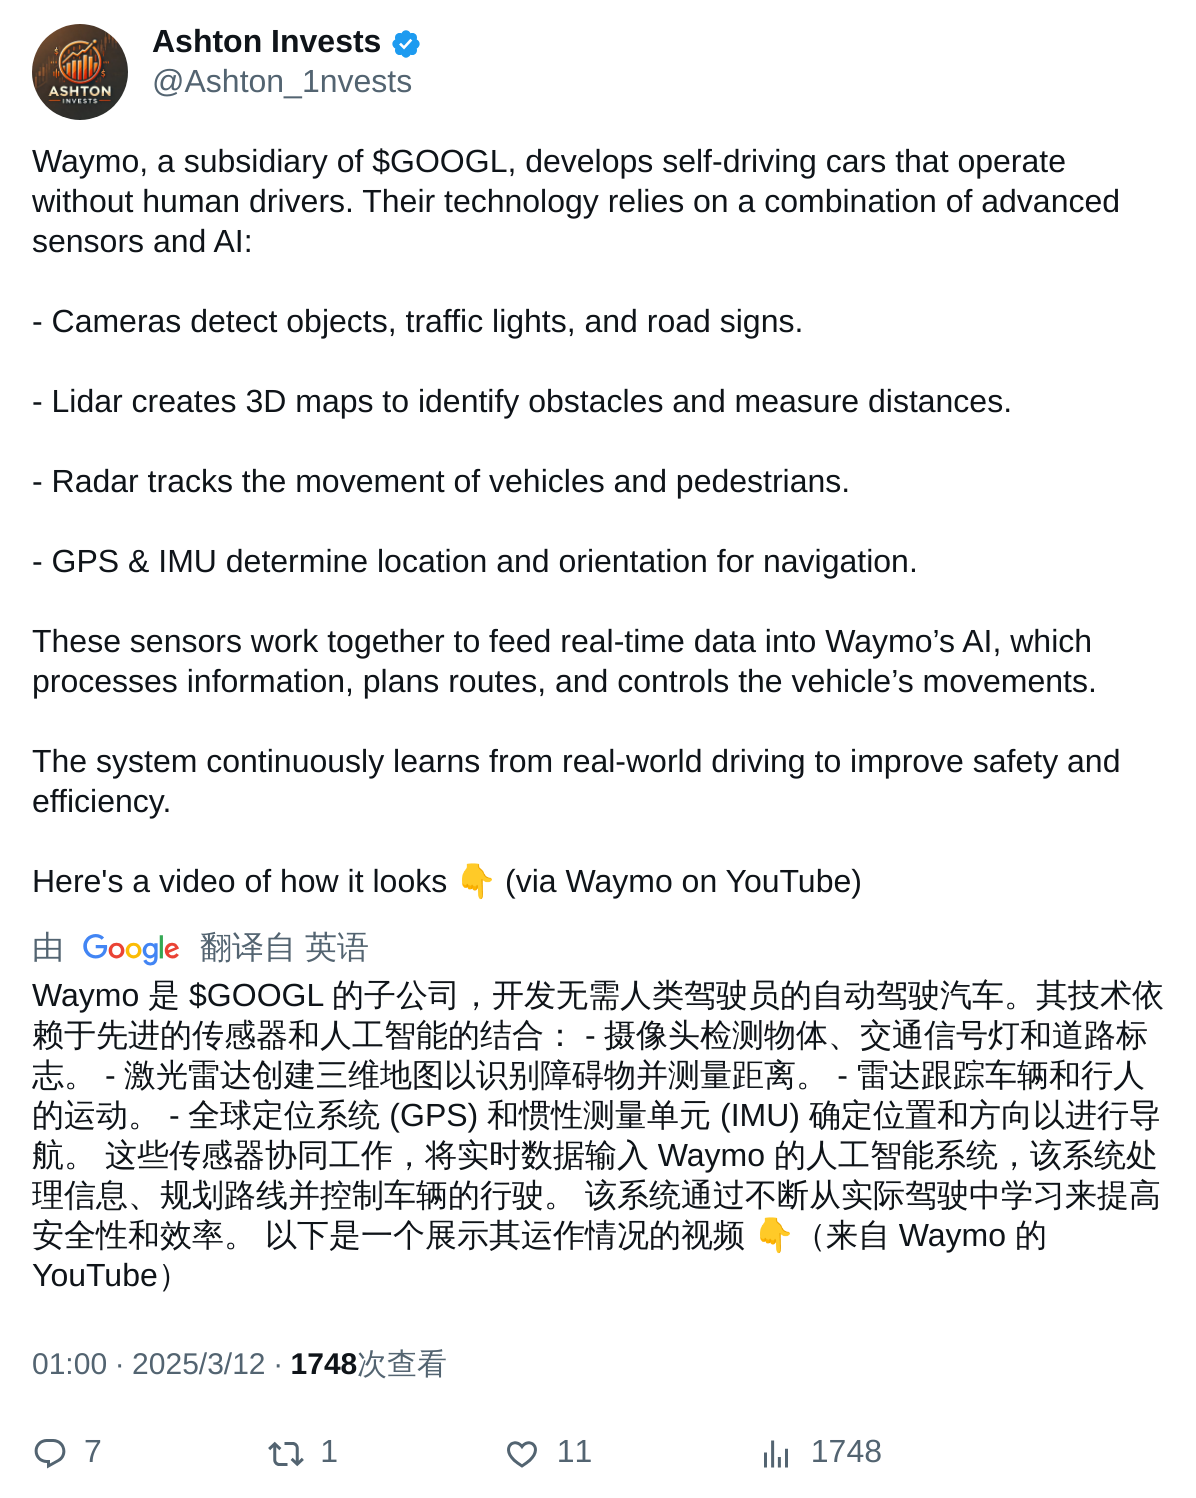 ASHTON
INVESTS
Ashton Invests
@Ashton_1nvests
Waymo, a subsidiary of $GOOGL, develops self-driving cars that operate
without human drivers. Their technology relies on a combination of advanced
sensors and AI:
- Cameras detect objects, traffic lights, and road signs.
- Lidar creates 3D maps to identify obstacles and measure distances.
- Radar tracks the movement of vehicles and pedestrians.
- GPS & IMU determine location and orientation for navigation.
These sensors work together to feed real-time data into Waymo’s AI, which
processes information, plans routes, and controls the vehicle’s movements.
The system continuously learns from real-world driving to improve safety and
efficiency.
Here's a video of how it looks 👇 (via Waymo on YouTube)
由 Google 翻译自 英语
Waymo 是 $GOOGL 的子公司，开发无需人类驾驶员的自动驾驶汽车。其技术依
赖于先进的传感器和人工智能的结合： - 摄像头检测物体、交通信号灯和道路标
志。 - 激光雷达创建三维地图以识别障碍物并测量距离。 - 雷达跟踪车辆和行人
的运动。 - 全球定位系统 (GPS) 和惯性测量单元 (IMU) 确定位置和方向以进行导
航。 这些传感器协同工作，将实时数据输入 Waymo 的人工智能系统，该系统处
理信息、规划路线并控制车辆的行驶。 该系统通过不断从实际驾驶中学习来提高
安全性和效率。 以下是一个展示其运作情况的视频 👇（来自 Waymo 的
YouTube）
01:00 · 2025/3/12 · 1748次查看
7 1 11 1748